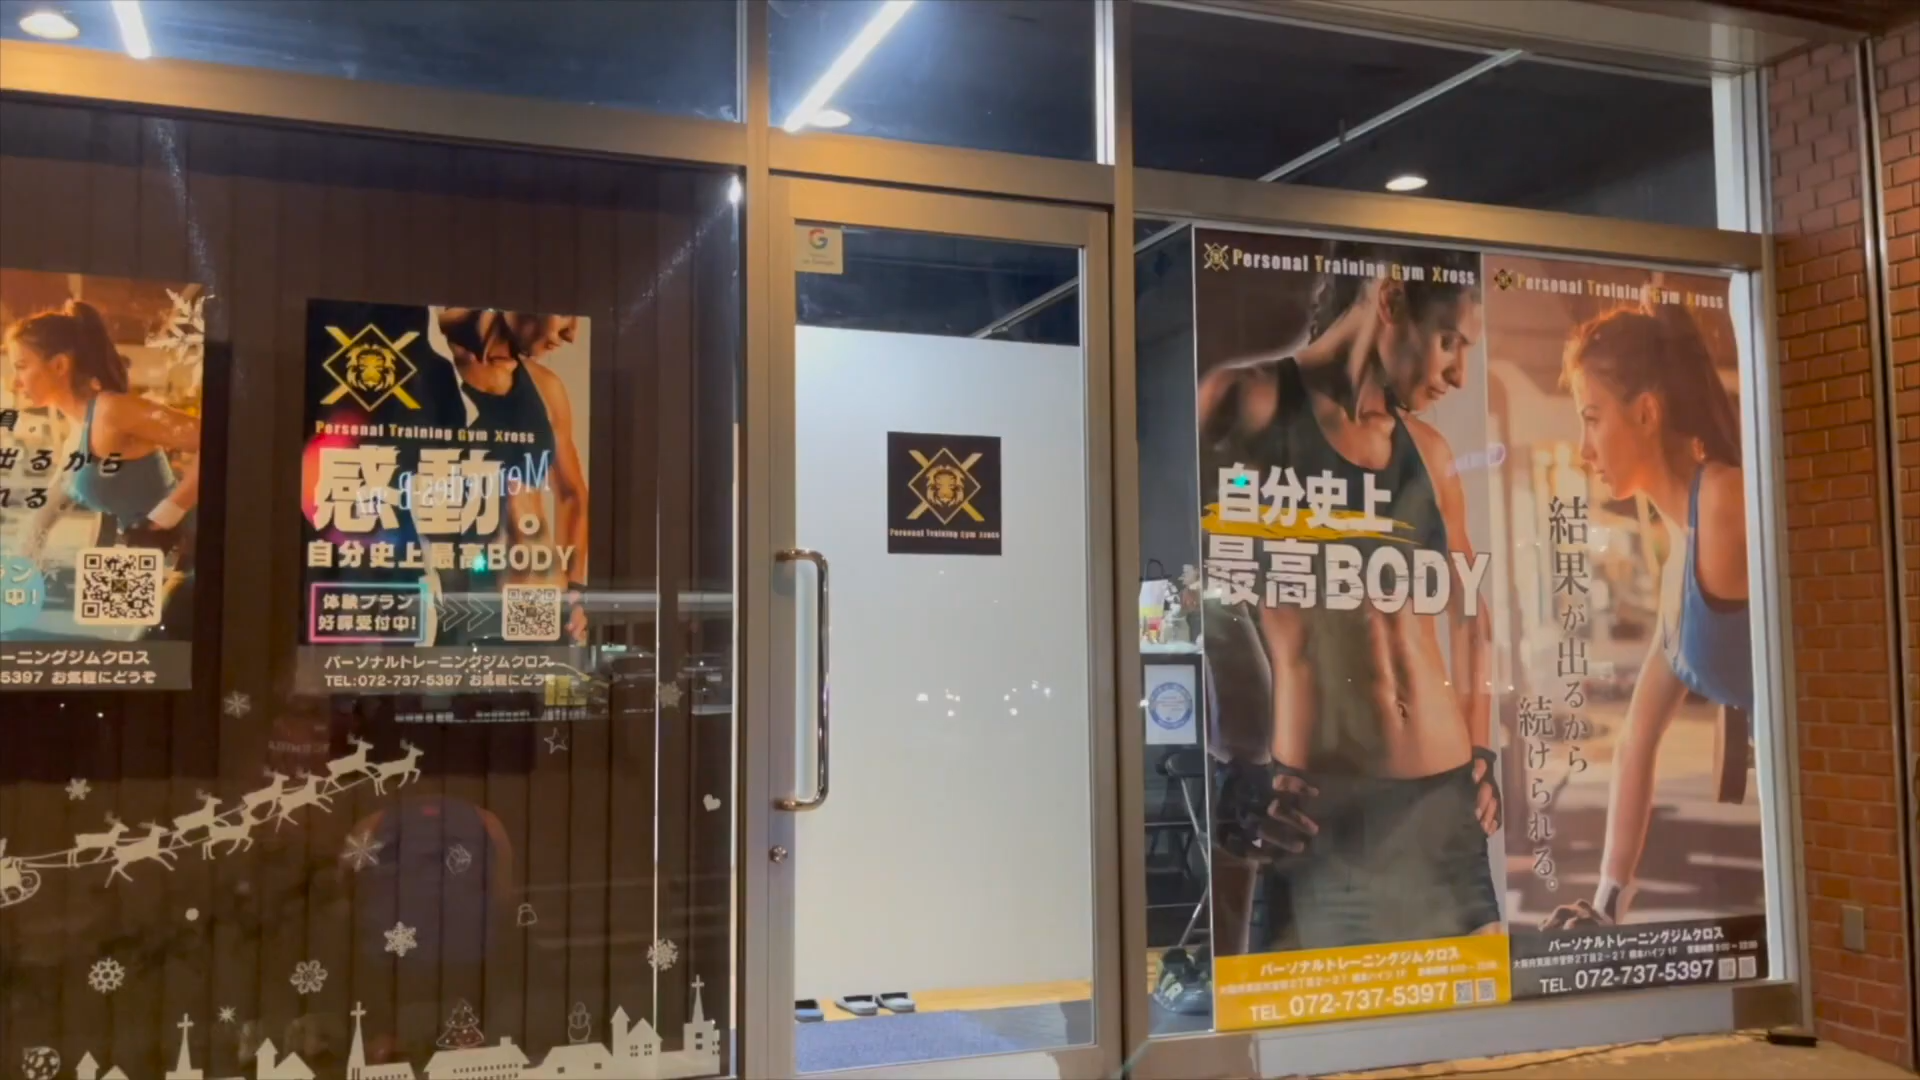 出るから
れる
中!
ーニングジムクロス
5397 お気軽にどうぞ
Personal Training Gym Xross
感動。
自分史上最高BODY
体験プラン
好評受付中!
パーソナルトレーニングジムクロス
TEL:072-737-5397 お気軽にどうぞ
Personal Training Gym Xross
Personal Training Gym Xross
自分史上
最高BODY
パーソナルトレーニングジムクロス
TEL. 072-737-5397
Personal Training Gym Xross
結果が出るから
続けられる。
パーソナルトレーニングジムクロス
TEL. 072-737-5397